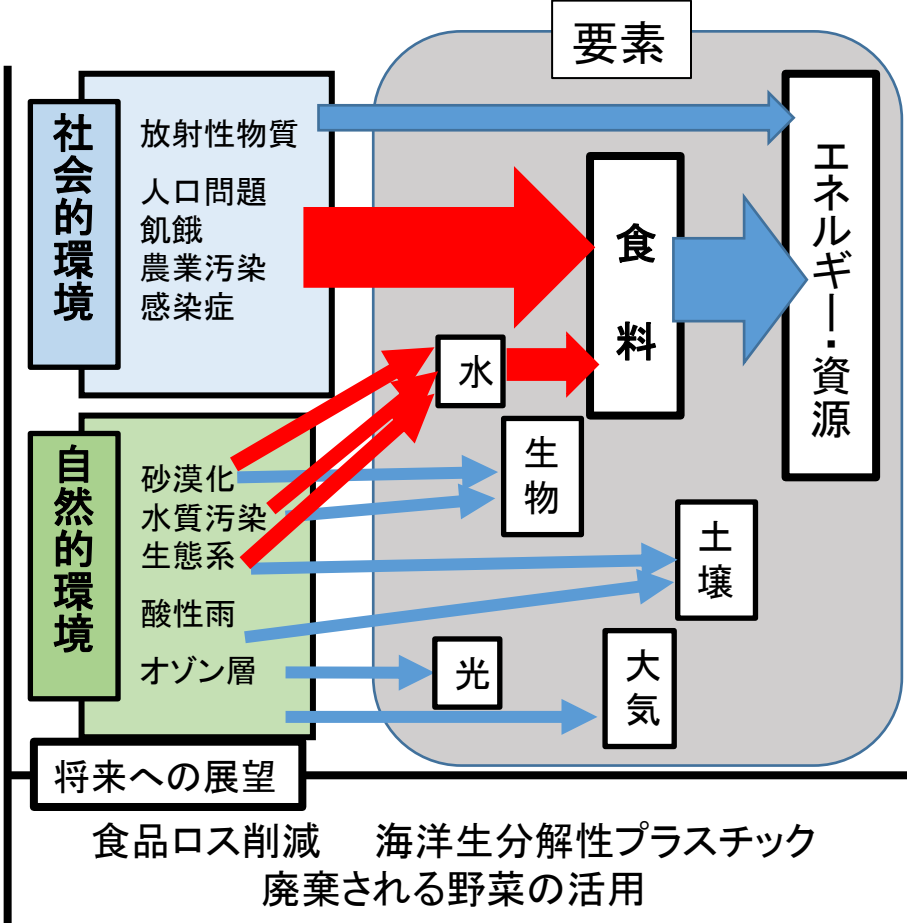 要素
社会的環境
放射性物質
人口問題
飢餓
農業汚染
感染症
食料
エネルギー・資源
水
自然的環境
砂漠化
水質汚染
生態系
酸性雨
オゾン層
生物
土壌
光
大気
将来への展望
食品ロス削減 海洋生分解性プラスチック
廃棄される野菜の活用